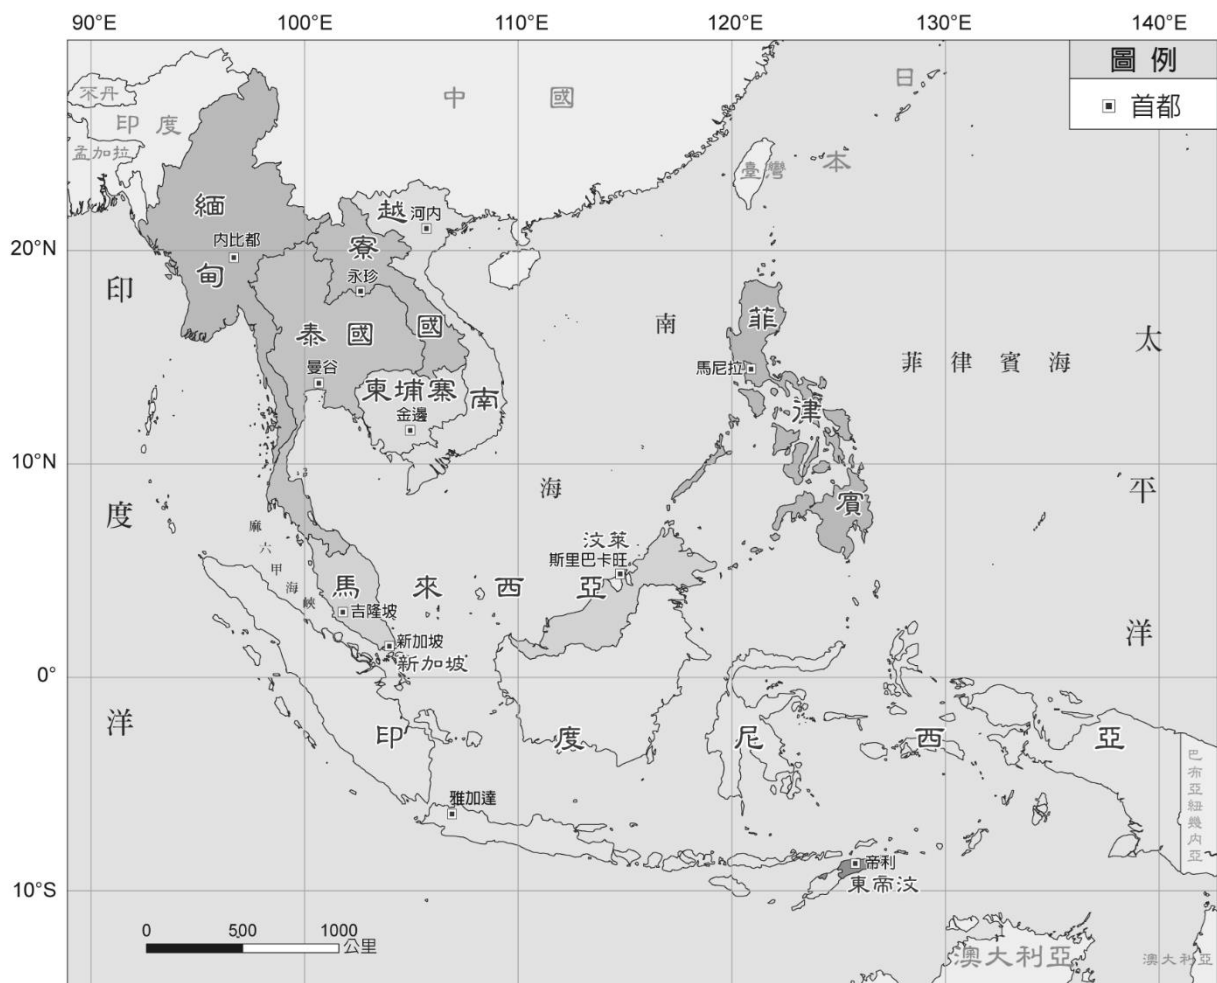 90°E 100°E 110°E 120°E 130°E 140°E
圖例
首都
中國
日本
不丹
印度
孟加拉
臺灣
緬甸
內比都
越南
河內
寮國
永珍
20°N
泰國
曼谷
柬埔寨
金邊
南海
菲律賓海
菲律賓
馬尼拉
太平洋
印度洋
10°N
麻六甲海峽
汶萊
斯里巴卡旺
馬來西亞
吉隆坡
新加坡
新加坡
0°
印度尼西亞
巴布亞紐幾內亞
雅加達
帝利
東帝汶
10°S
0 500 1000公里
澳大利亞
澳大利亞